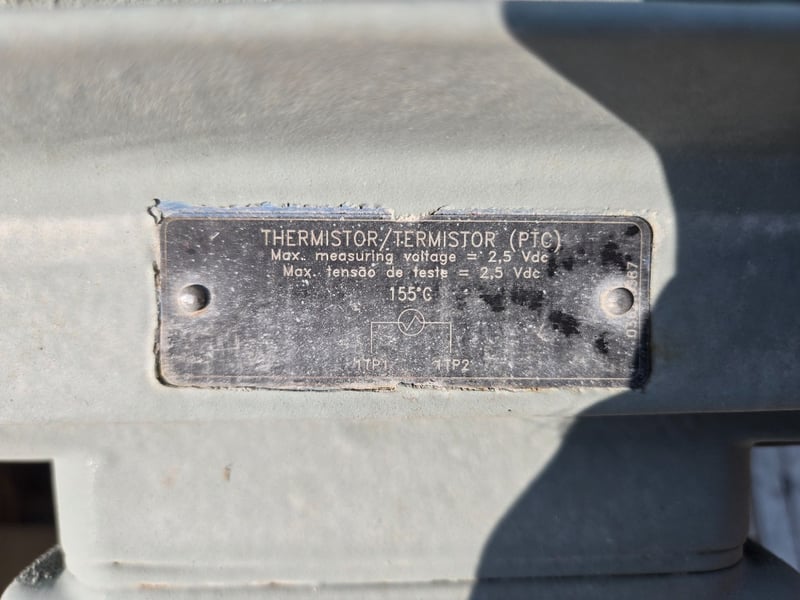 THERMISTOR/TERMISTOR (PTC)
Max. measuring voltage = 2,5 Vdc
Max. tensão de teste = 2,5 Vdc
155°C
1TP1 1TP2